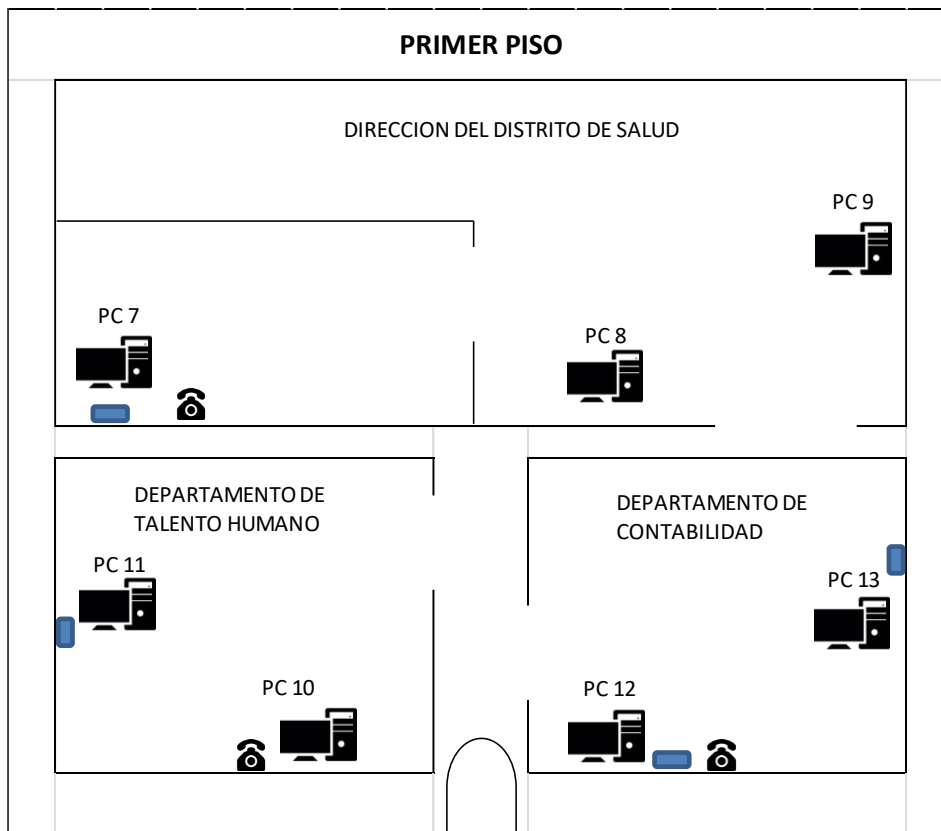 PRIMER PISO
DIRECCION DEL DISTRITO DE SALUD
PC 9
PC 7
PC 8
DEPARTAMENTO DE
TALENTO HUMANO
DEPARTAMENTO DE
CONTABILIDAD
PC 11
PC 13
PC 10
PC 12